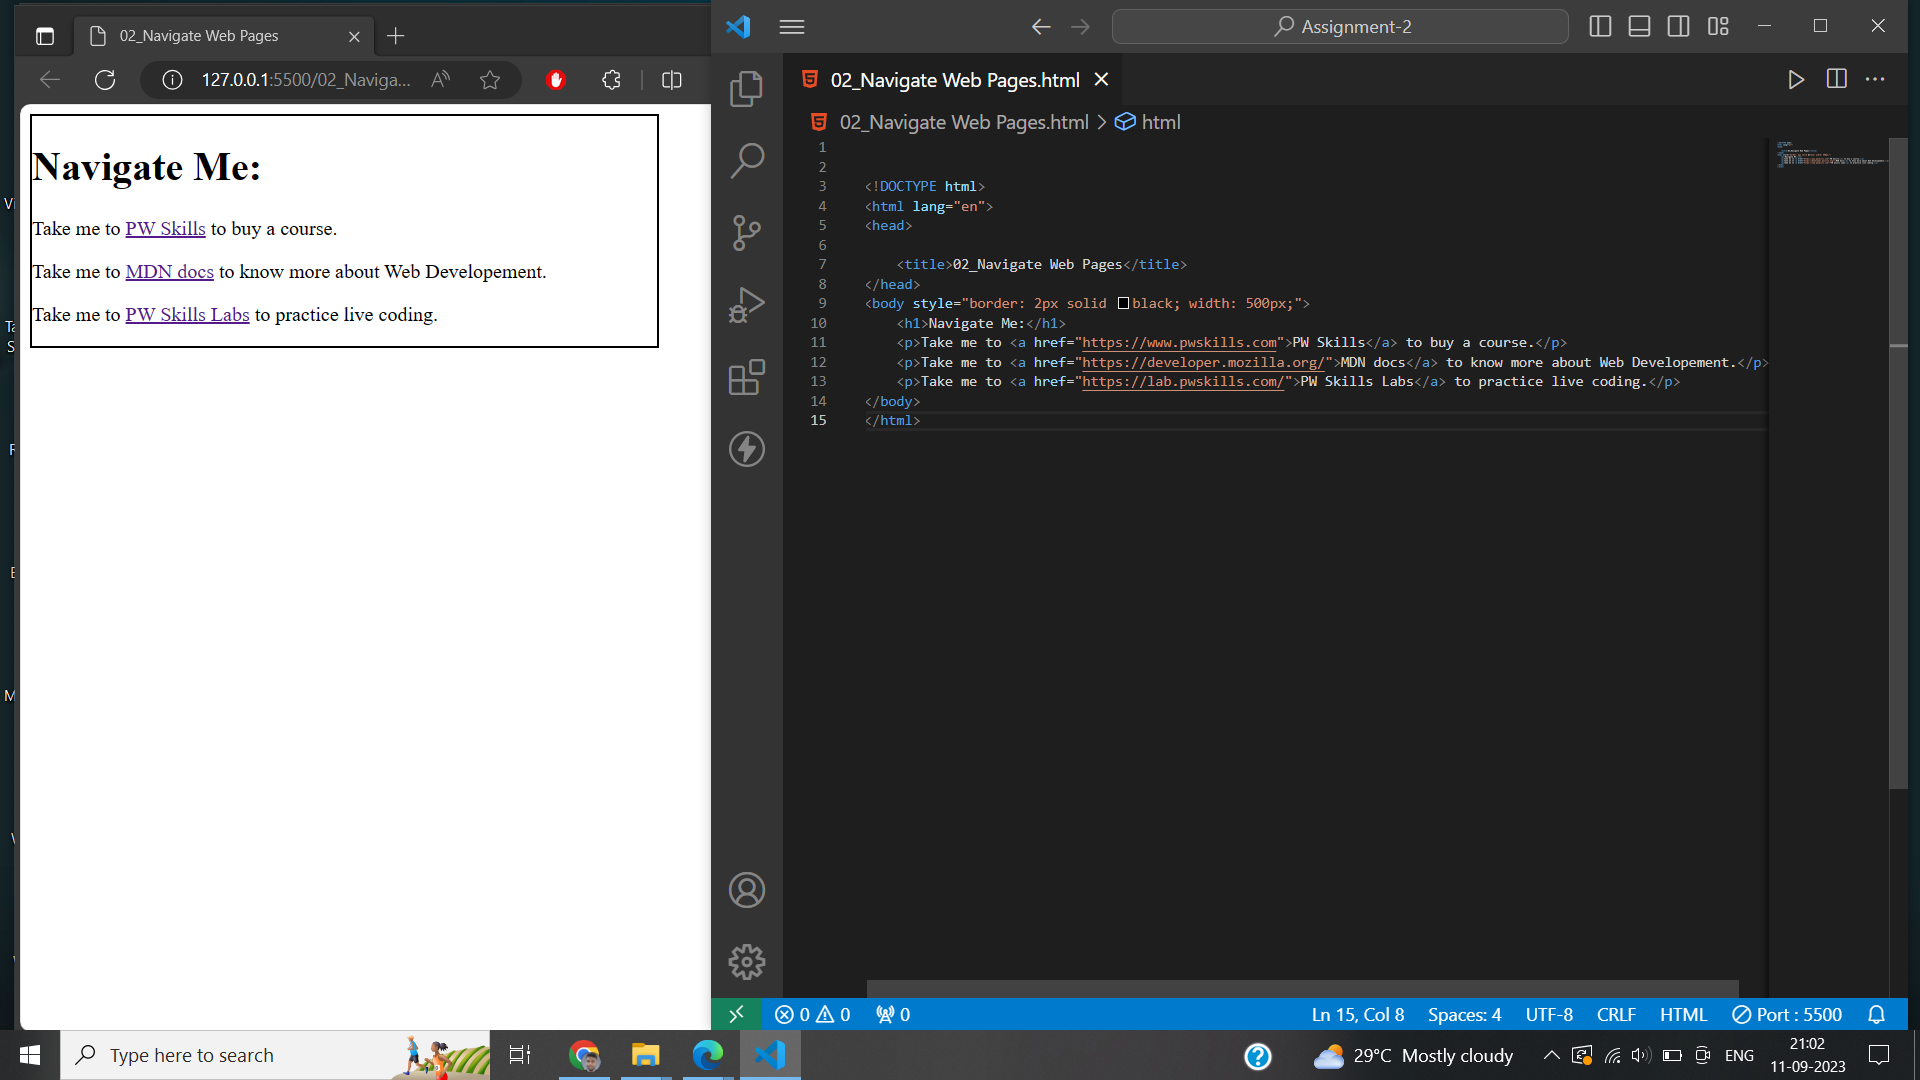 02_Navigate Web Pages
127.0.0.1:5500/02_Naviga...
Navigate Me:
Take me to PW Skills to buy a course.
Take me to MDN docs to know more about Web Developement.
Take me to PW Skills Labs to practice live coding.
Assignment-2
02_Navigate Web Pages.html
02_Navigate Web Pages.html > html
1
2
3 <!DOCTYPE html>
4 <html lang="en">
5 <head>
6
7 <title>02_Navigate Web Pages</title>
8 </head>
9 <body style="border: 2px solid black; width: 500px;">
10 <h1>Navigate Me:</h1>
11 <p>Take me to <a href="https://www.pwskills.com">PW Skills</a> to buy a course.</p>
12 <p>Take me to <a href="https://developer.mozilla.org/">MDN docs</a> to know more about Web Developement.</p>
13 <p>Take me to <a href="https://lab.pwskills.com/">PW Skills Labs</a> to practice live coding.</p>
14 </body>
15 </html>
0 0 0
Ln 15, Col 8 Spaces: 4 UTF-8 CRLF HTML Port : 5500
Type here to search
29°C Mostly cloudy
ENG
21:02
11-09-2023